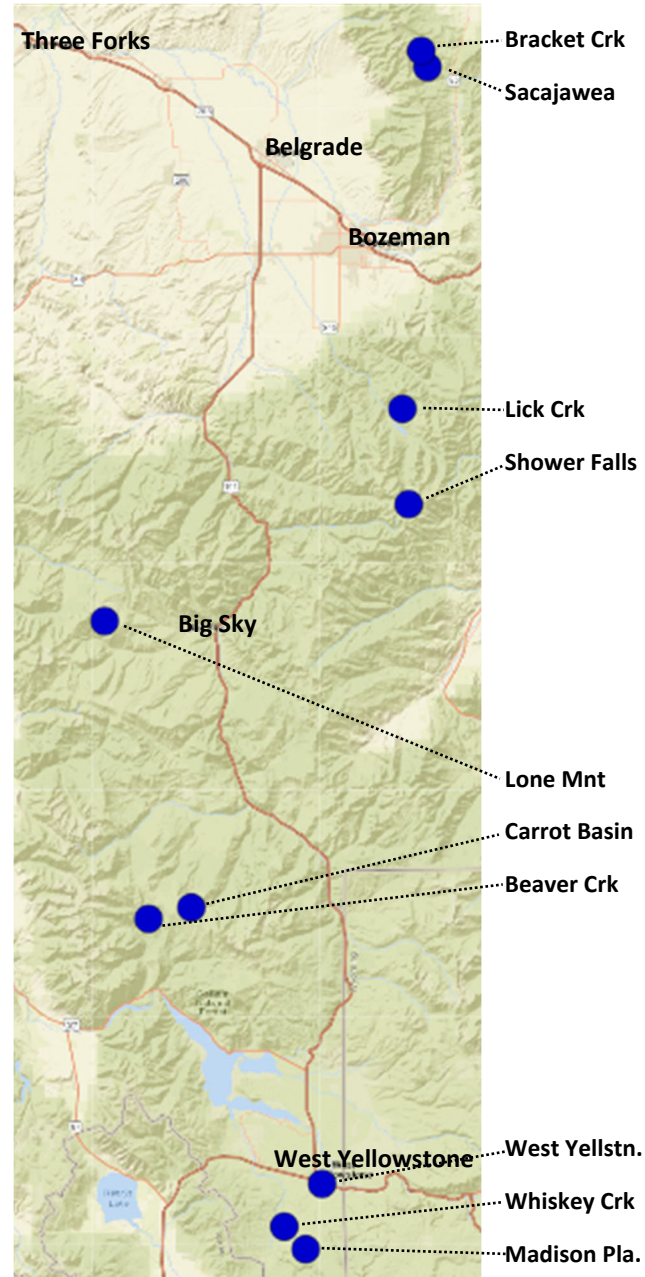 Three Forks
Bracket Crk
Sacajawea
Belgrade
Bozeman
Lick Crk
Shower Falls
Big Sky
Lone Mnt
Carrot Basin
Beaver Crk
West Yellowstone
West Yellstn.
Whiskey Crk
Madison Pla.